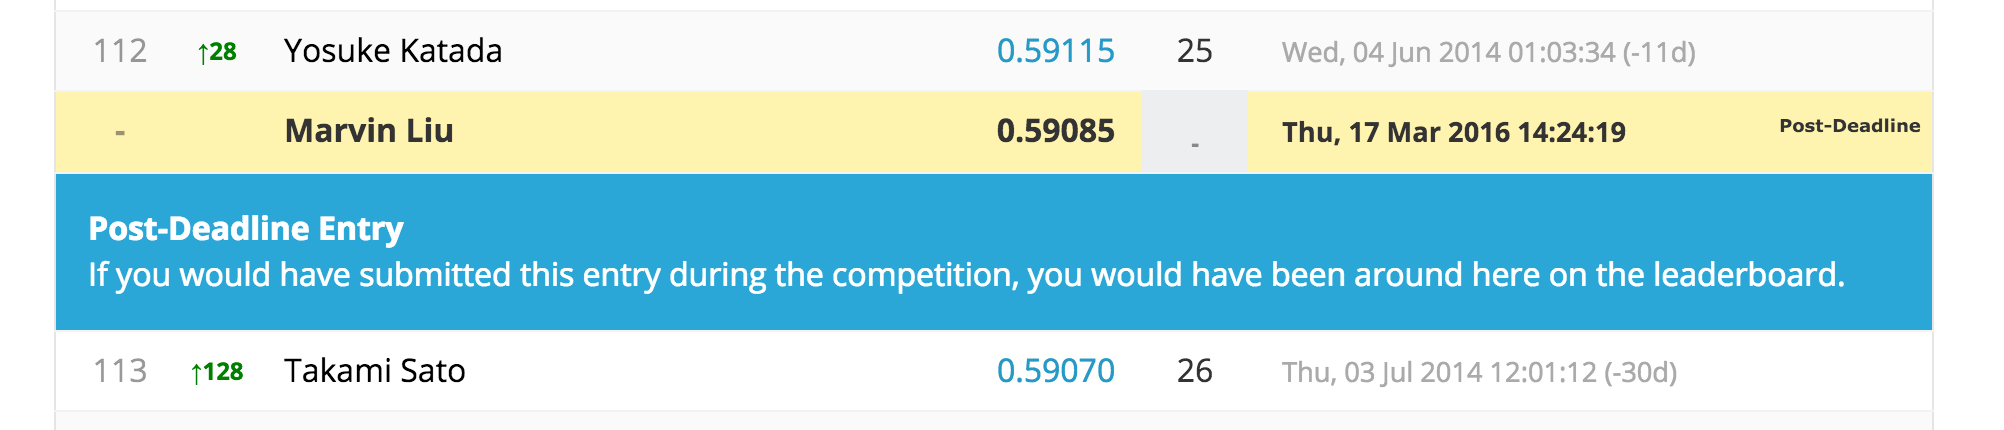 112 ↑28 Yosuke Katada 0.59115 25 Wed, 04 Jun 2014 01:03:34 (-11d)
- Marvin Liu 0.59085 - Thu, 17 Mar 2016 14:24:19 Post-Deadline
Post-Deadline Entry
If you would have submitted this entry during the competition, you would have been around here on the leaderboard.
113 ↑128 Takami Sato 0.59070 26 Thu, 03 Jul 2014 12:01:12 (-30d)